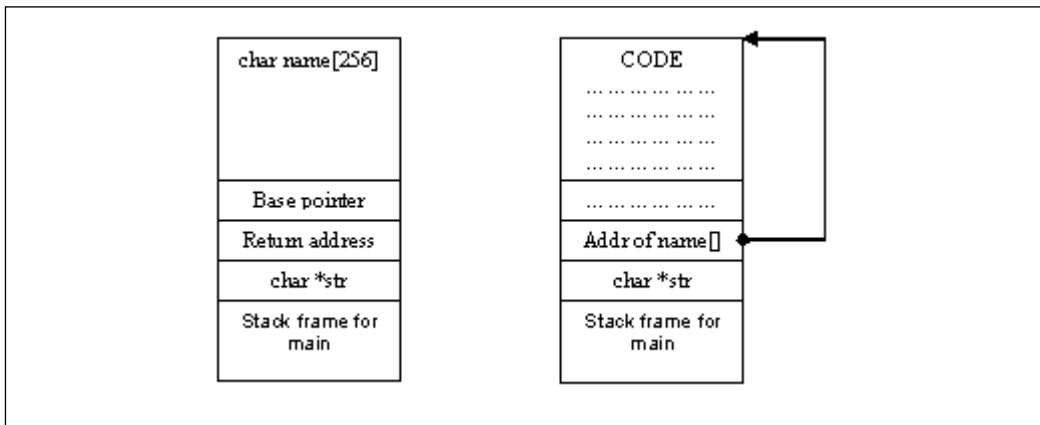 char name[256]
Base pointer
Return address
char *str
Stack frame for
main
CODE
... ... ... ... ... ...
... ... ... ... ... ...
... ... ... ... ... ...
... ... ... ... ... ...
... ... ... ... ... ...
Addr of name[]
char *str
Stack frame for
main